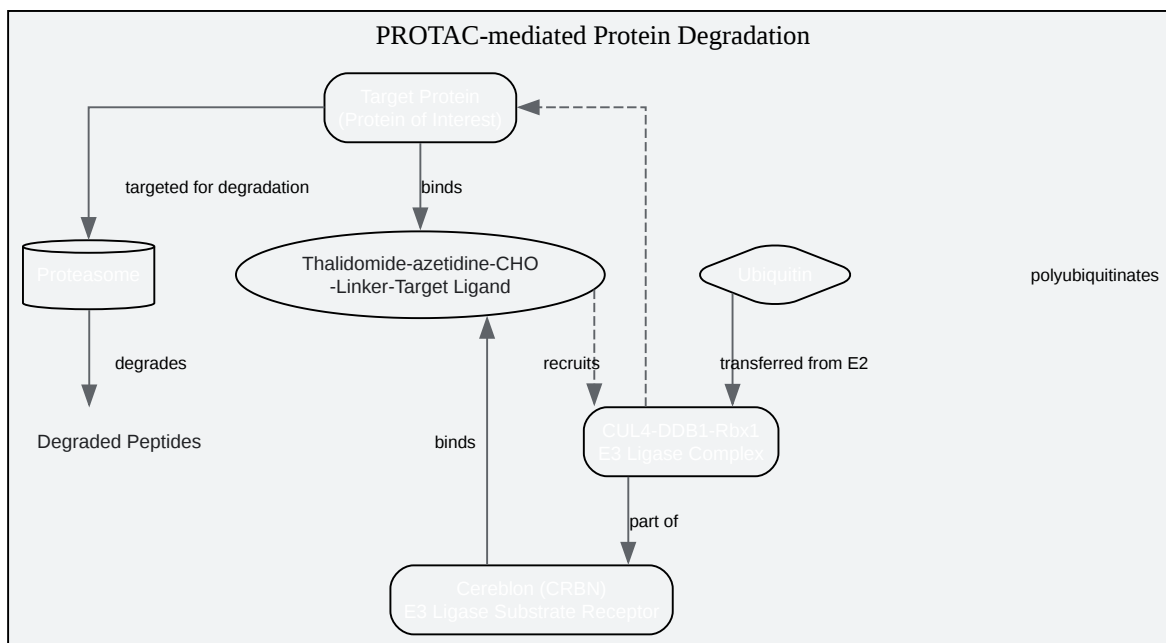 PROTAC-mediated Protein Degradation
Target Protein
(Protein of Interest)
targeted for degradation
binds
Proteasome
Thalidomide-azetidine-CHO
-Linker-Target Ligand
Ubiquitin
polyubiquitinates
degrades
recruits
transferred from E2
Degraded Peptides
binds
CUL4-DDB1-Rbx1
E3 Ligase Complex
part of
Cereblon (CRBN)
E3 Ligase Substrate Receptor